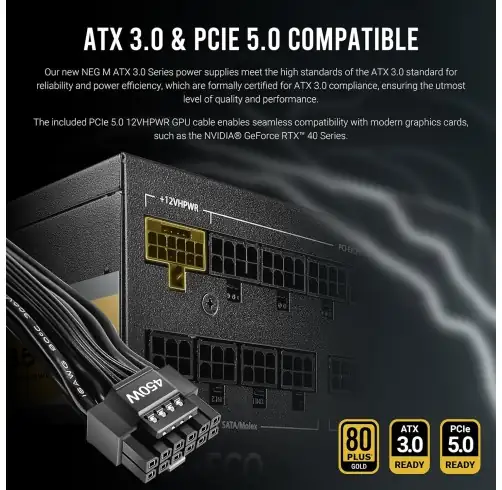 ATX 3.0 & PCIE 5.0 COMPATIBLE
Our new NEG M ATX 3.0 Series power supplies meet the high standards of the ATX 3.0 standard for
reliability and power efficiency, which are formally certified for ATX 3.0 compliance, ensuring the utmost
level of quality and performance.
The included PCIe 5.0 12VHPWR GPU cable enables seamless compatibility with modern graphics cards,
such as the NVIDIA® GeForce RTX™ 40 Series.
+12VHPWR
450W
16AWG 80°C 300V
SATA/Molex
80
PLUS
GOLD
ATX
3.0
READY
PCIe
5.0
READY